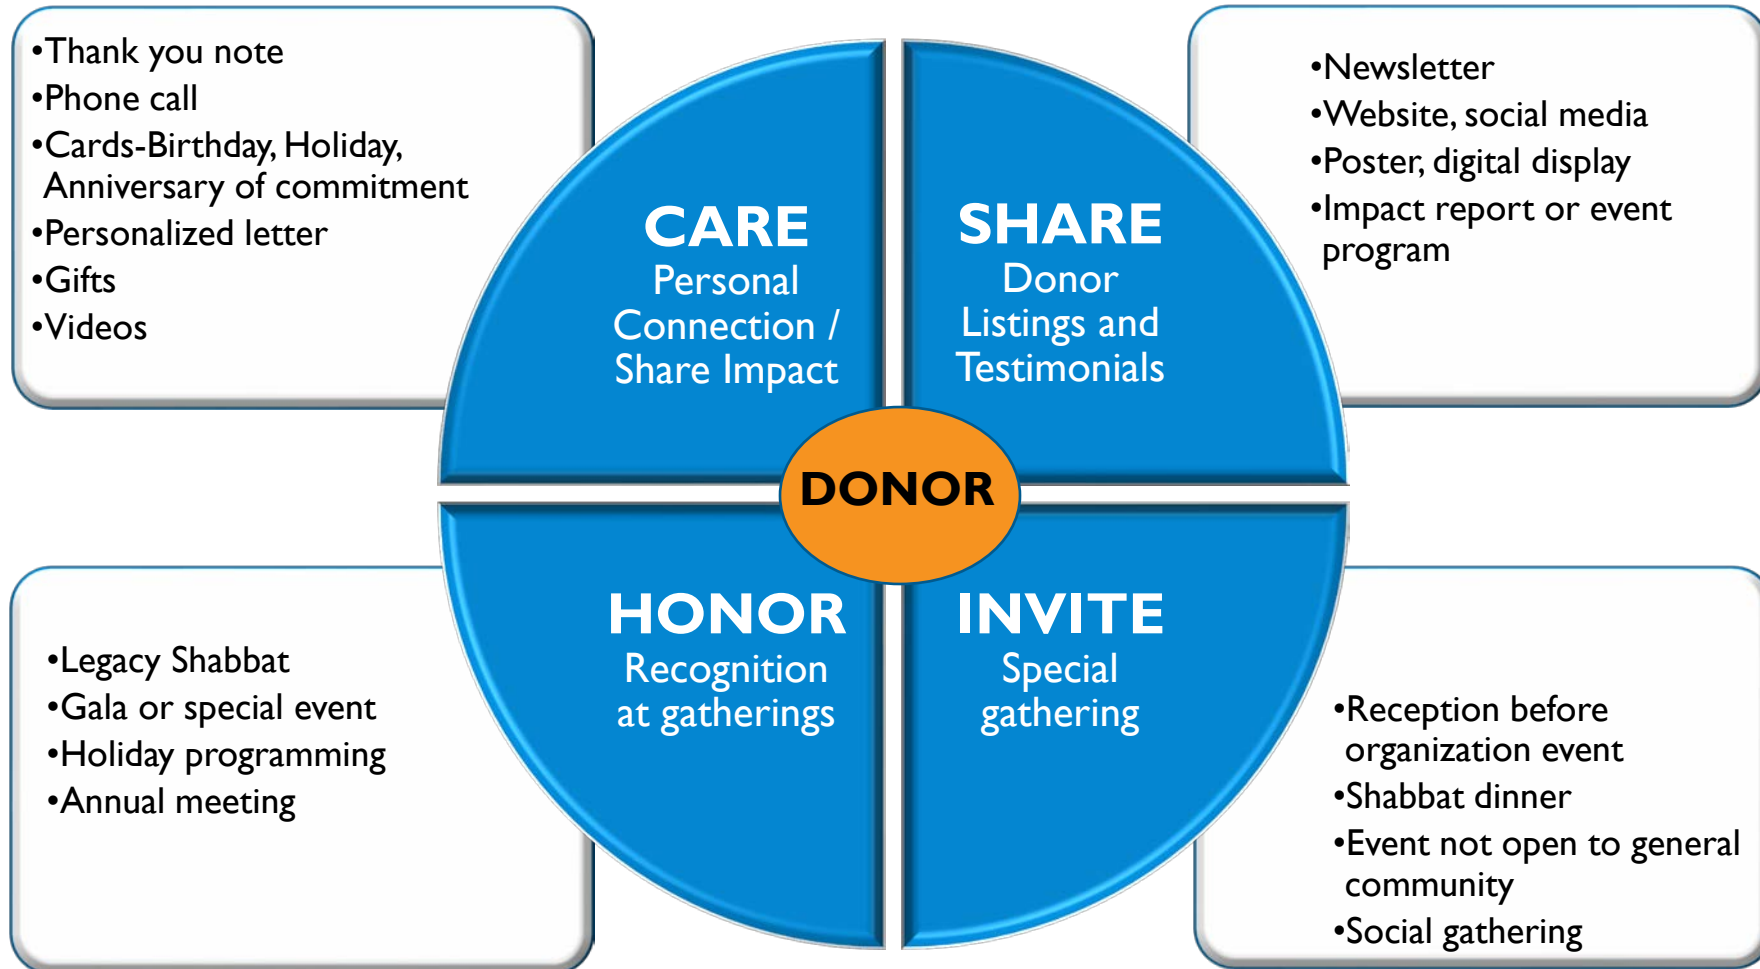 •Thank you note
•Phone call
•Cards-Birthday, Holiday,
Anniversary of commitment
•Personalized letter
•Gifts
•Videos
CARE
Personal
Connection /
Share Impact
SHARE
Donor
Listings and
Testimonials
•Newsletter
•Website, social media
•Poster, digital display
•Impact report or event
program
DONOR
•Legacy Shabbat
•Gala or special event
•Holiday programming
•Annual meeting
HONOR
Recognition
at gatherings
INVITE
Special
gathering
•Reception before
organization event
•Shabbat dinner
•Event not open to general
community
•Social gathering